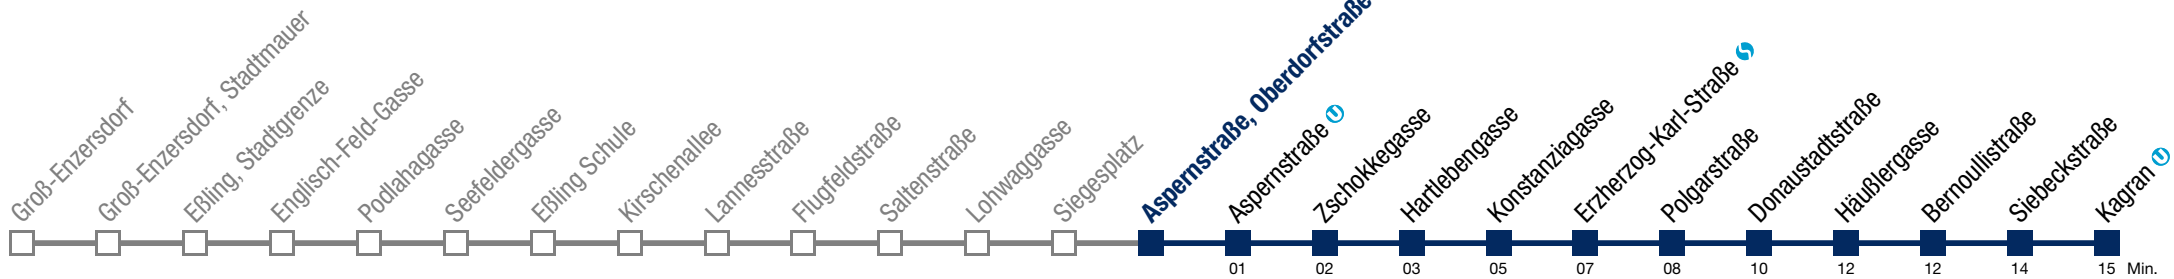 Groß-Enzersdorf
Groß-Enzersdorf, Stadtmauer
Eßling, Stadtgrenze
Englisch-Feld-Gasse
Podlahagasse
Seefeldergasse
Eßling Schule
Kirschenallee
Lannesstraße
Flugfeldstraße
Saltenstraße
Lohwaggasse
Siegesplatz
Aspernstraße, Oberdorfstraße
Aspernstraße U
Zschokkegasse
Hartlebengasse
Konstanziagasse
Erzherzog-Karl-Straße S
Polgarstraße
Donaustadtstraße
Häußlergasse
Bernoullistraße
Siebeckstraße
Kagran U
01 02 03 05 07 08 10 12 12 14 15 Min.